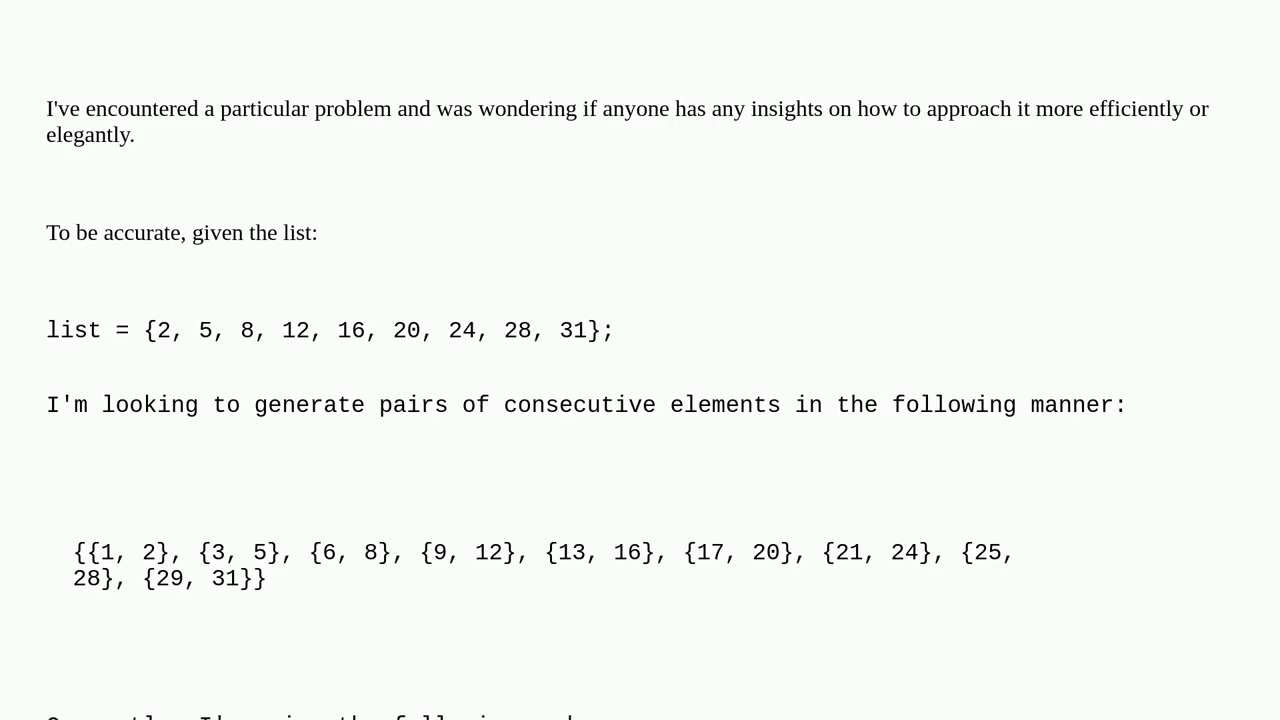 I've encountered a particular problem and was wondering if anyone has any insights on how to approach it more efficiently or
elegantly.
To be accurate, given the list:
list = {2, 5, 8, 12, 16, 20, 24, 28, 31};
I'm looking to generate pairs of consecutive elements in the following manner:
{{1, 2}, {3, 5}, {6, 8}, {9, 12}, {13, 16}, {17, 20}, {21, 24}, {25,
28}, {29, 31}}